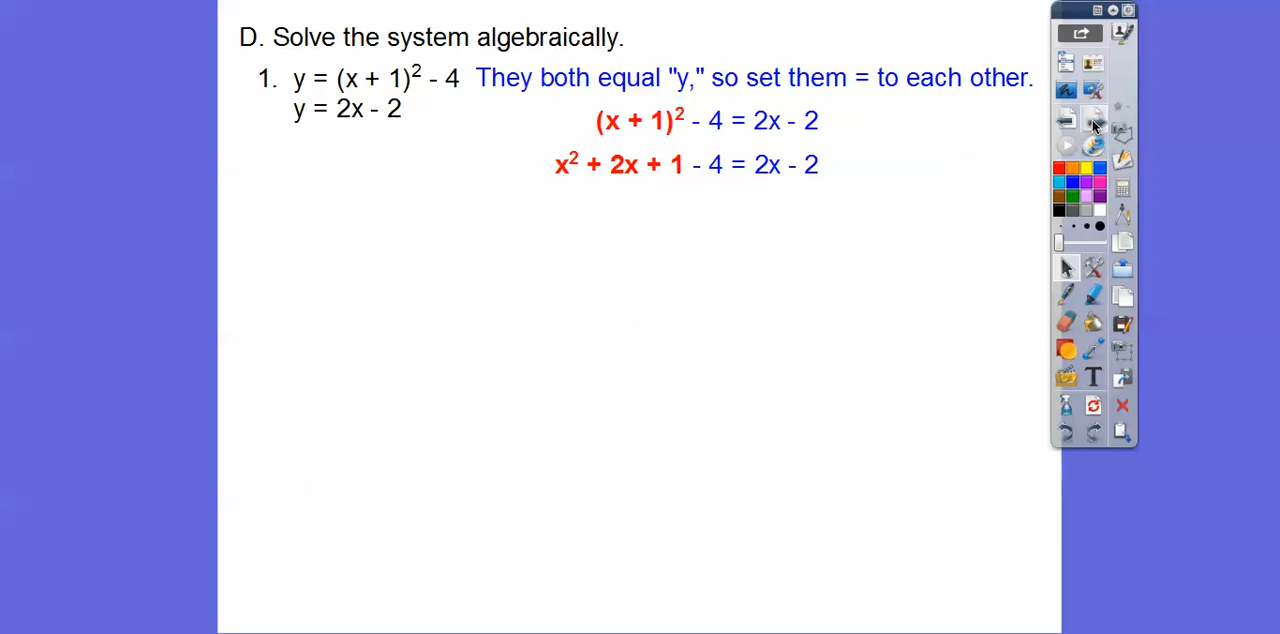 D. Solve the system algebraically.
1. y = (x + 1)² - 4 They both equal "y," so set them = to each other.
y = 2x - 2
(x + 1)² - 4 = 2x - 2
x² + 2x + 1 - 4 = 2x - 2